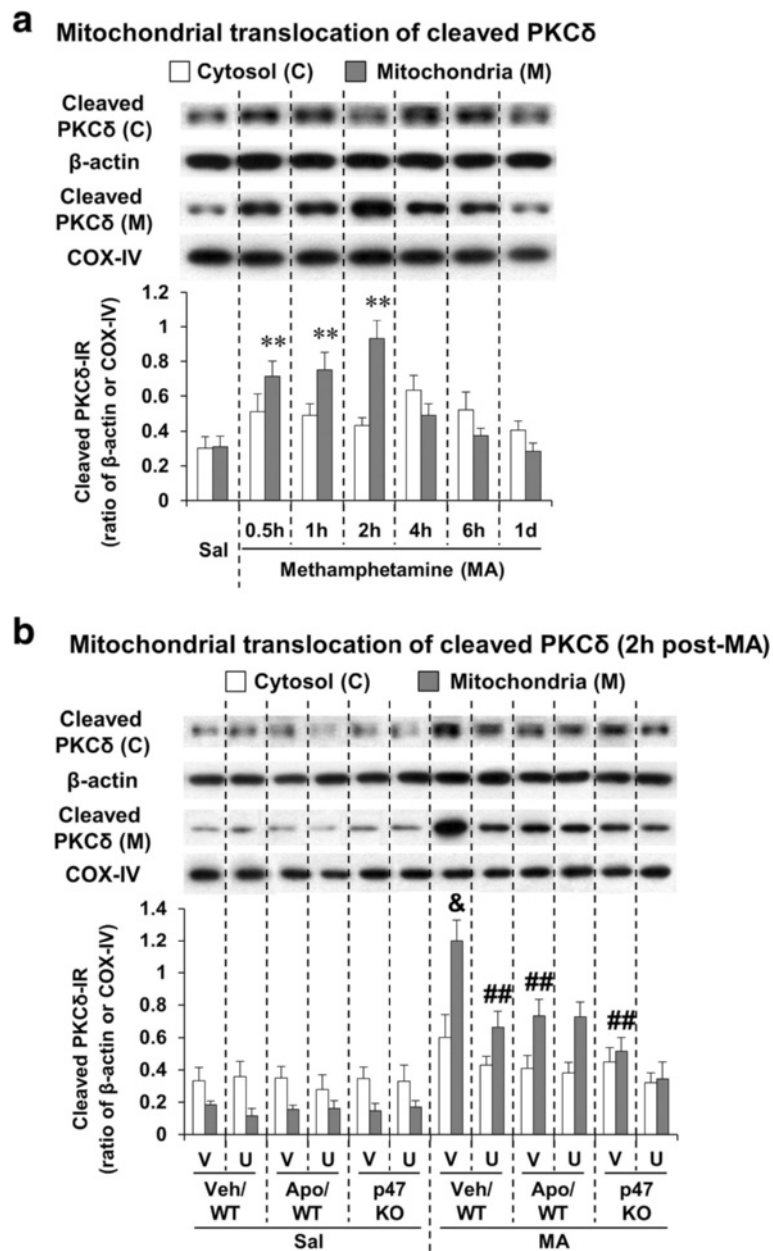 a Mitochondrial translocation of cleaved PKCδ
Cytosol (C) Mitochondria (M)
Cleaved
PKCδ (C)
β-actin
Cleaved
PKCδ (M)
COX-IV
Cleaved PKCδ-IR
(ratio of β-actin or COX-IV)
1.2
1
0.8
0.6
0.4
0.2
0
** ** **
Sal 0.5h 1h 2h 4h 6h 1d
Methamphetamine (MA)
b Mitochondrial translocation of cleaved PKCδ (2h post-MA)
Cytosol (C) Mitochondria (M)
Cleaved
PKCδ (C)
β-actin
Cleaved
PKCδ (M)
COX-IV
Cleaved PKCδ-IR
(ratio of β-actin or COX-IV)
1.4
1.2
1
0.8
0.6
0.4
0.2
0
& ## ## ##
V U V U V U V U V U V U
Veh/ Apo/ p47 Veh/ Apo/ p47
WT WT KO WT WT KO
Sal MA